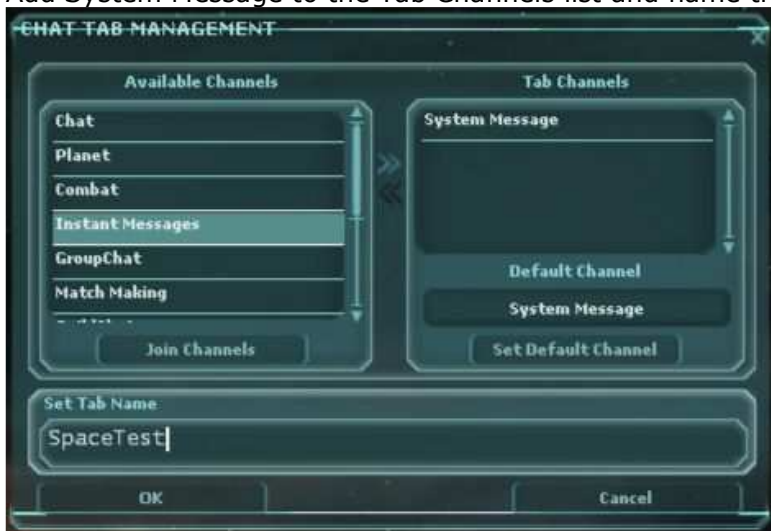 CHAT TAB MANAGEMENT
Available Channels
Chat
Planet
Combat
Instant Messages
GroupChat
Match Making
Join Channels
Tab Channels
System Message
Default Channel
System Message
Set Default Channel
Set Tab Name
SpaceTest
OK
Cancel